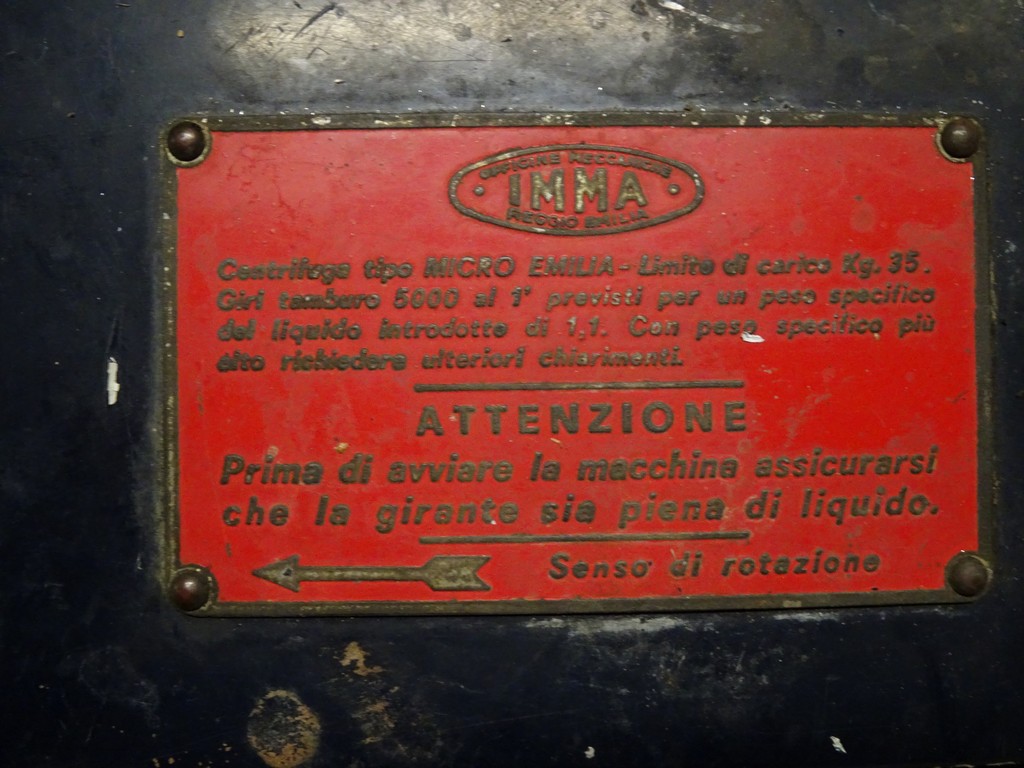 OFFICINE MECCANICHE
IMMA
REGGIO EMILIA
Centrifuga tipo MICRO EMILIA - Limite di carico Kg. 35.
Giri tamburo 5000 al 1' previsti per un peso specifico
del liquido introdotto di 1,1. Con peso specifico più
alto richiedere ulteriori chiarimenti.
ATTENZIONE
Prima di avviare la macchina assicurarsi
che la girante sia piena di liquido.
Senso di rotazione